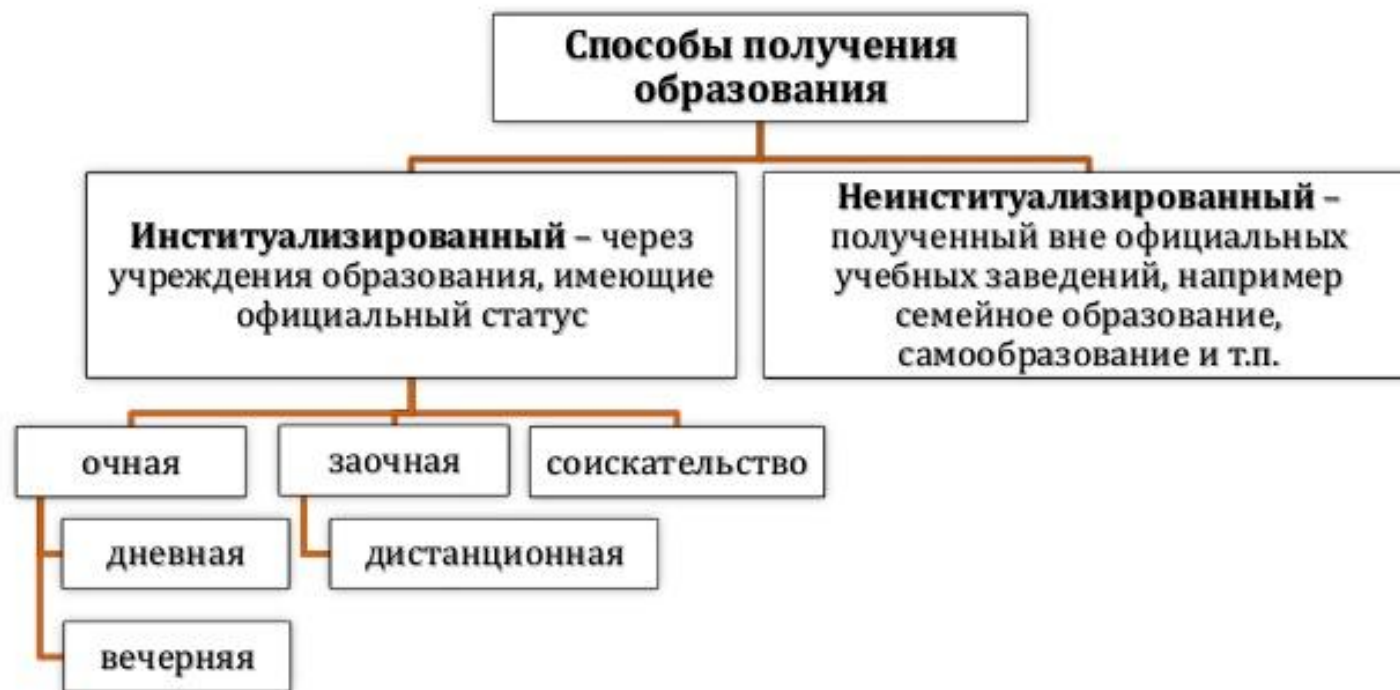 Способы получения
образования
Институализированный – через
учреждения образования, имеющие
официальный статус
Неинституализированный –
полученный вне официальных
учебных заведений, например
семейное образование,
самообразование и т.п.
очная
заочная
соискательство
дневная
дистанционная
вечерняя